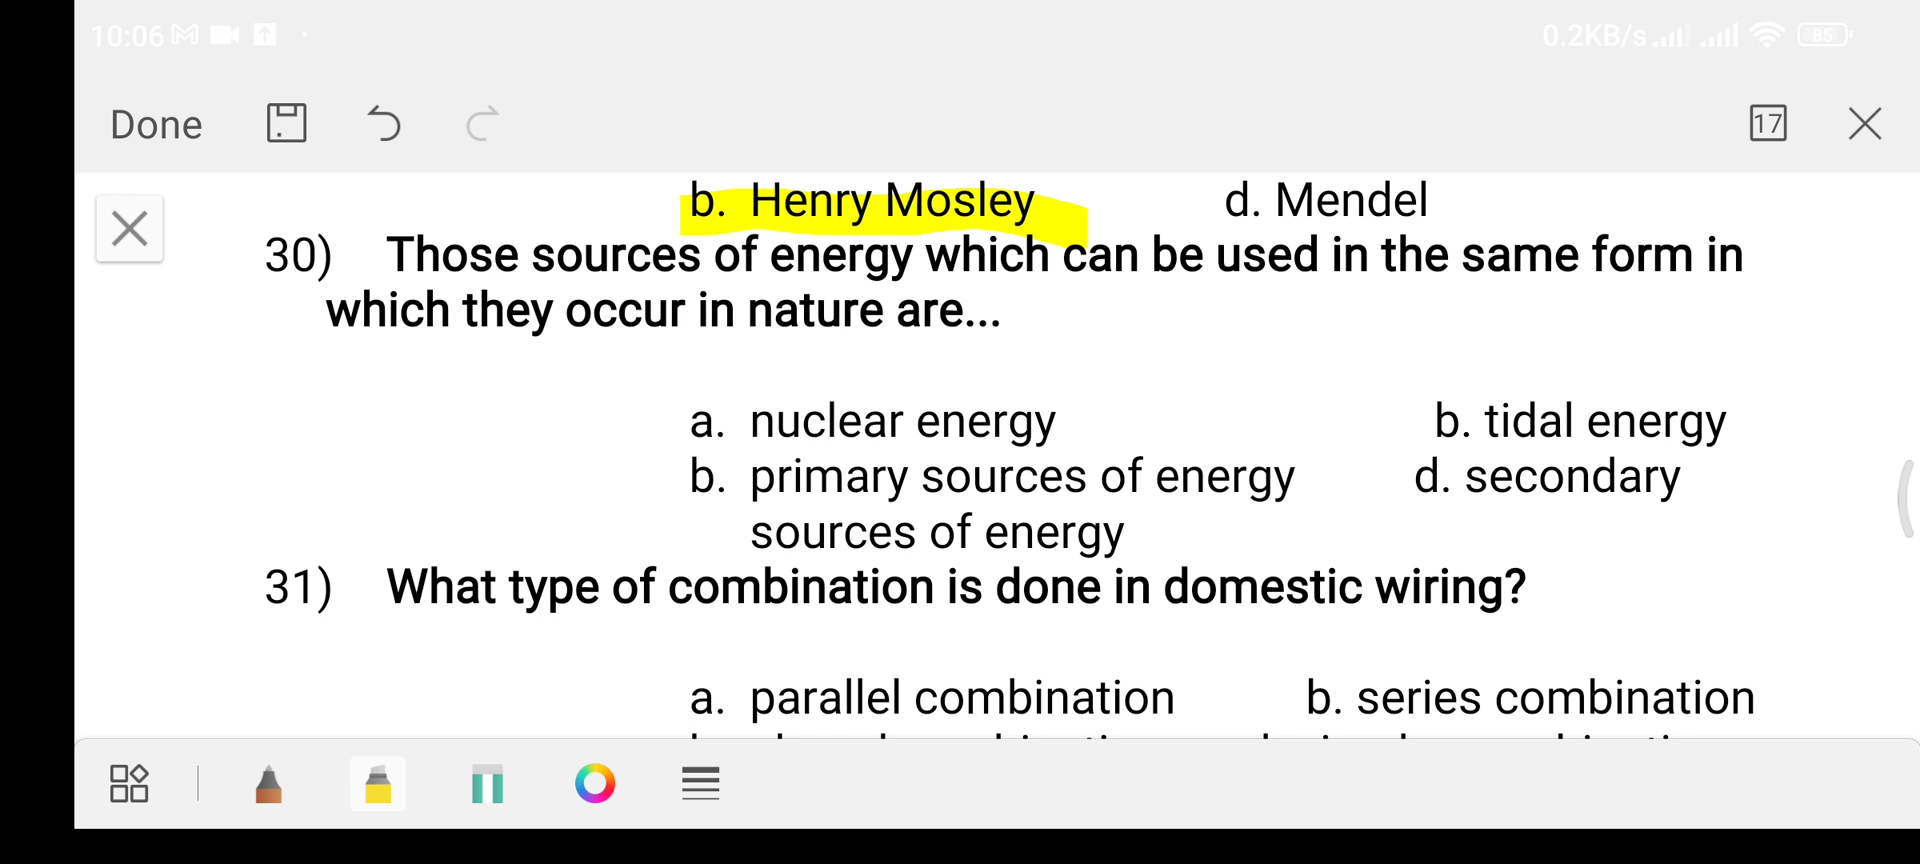 10:06
0.2KB/s
85
Done
17
b. Henry Mosley d. Mendel
30) Those sources of energy which can be used in the same form in
which they occur in nature are...
a. nuclear energy b. tidal energy
b. primary sources of energy d. secondary
sources of energy
31) What type of combination is done in domestic wiring?
a. parallel combination b. series combination